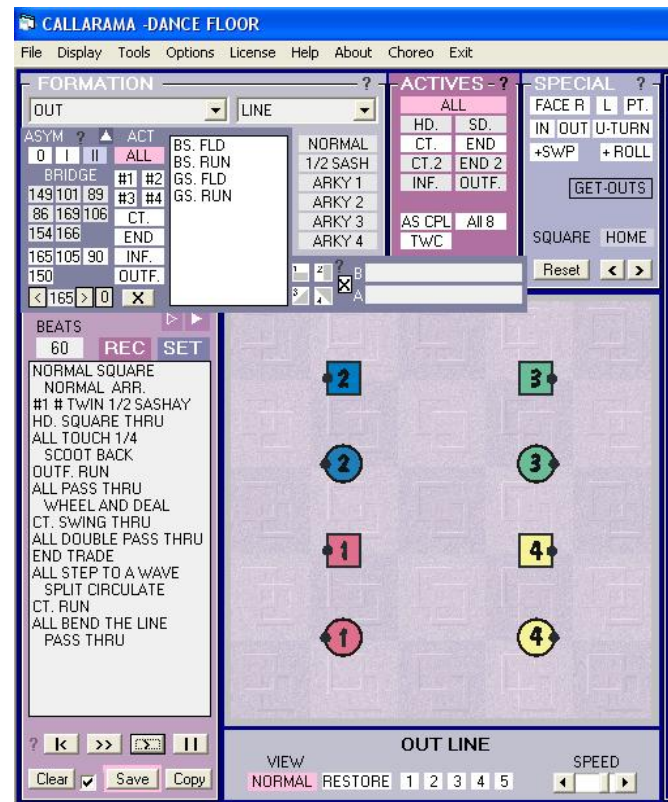 CALLARAMA -DANCE FLOOR
File Display Tools Options License Help About Choreo Exit
FORMATION ?
OUT LINE
ASYM ? ACT
0 I II ALL
BRIDGE #1 #2
149 101 89 #3 #4
86 169 106 CT.
154 166 END
165 105 90 INF.
150 OUTF.
< 165 > 0 X
BS. FLD
BS. RUN
GS. FLD
GS. RUN
NORMAL
1/2 SASH
ARKY 1
ARKY 2
ARKY 3
ARKY 4
1 2 ? B
3 4 X A
ACTIVES - ?
ALL
HD. SD.
CT. END
CT.2 END 2
INF. OUTF.
AS CPL All 8
TWC
SPECIAL ?
FACE R L PT.
IN OUT U-TURN
+SWP + ROLL
GET-OUTS
SQUARE HOME
Reset < >
BEATS
60 REC SET
NORMAL SQUARE
NORMAL ARR.
#1 # TWIN 1/2 SASHAY
HD. SQUARE THRU
ALL TOUCH 1/4
SCOOT BACK
OUTF. RUN
ALL PASS THRU
WHEEL AND DEAL
CT. SWING THRU
ALL DOUBLE PASS THRU
END TRADE
ALL STEP TO A WAVE
SPLIT CIRCULATE
CT. RUN
ALL BEND THE LINE
PASS THRU
2 3
2 3
1 4
1 4
? K >> II
Clear Save Copy
OUT LINE
VIEW SPEED
NORMAL RESTORE 1 2 3 4 5